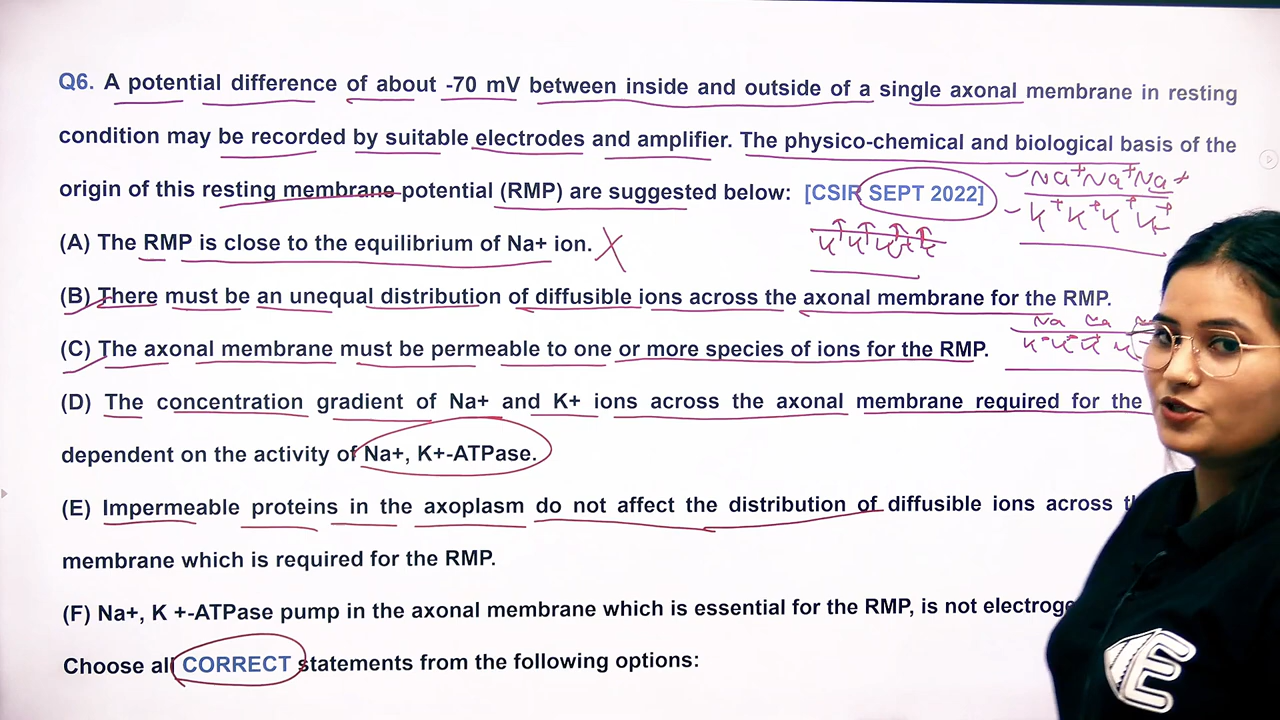 Q6. A potential difference of about -70 mV between inside and outside of a single axonal membrane in resting
condition may be recorded by suitable electrodes and amplifier. The physico-chemical and biological basis of the
origin of this resting membrane potential (RMP) are suggested below: [CSIR SEPT 2022]
Na+ Na+ Na+
K+ K+ K+ K+
(A) The RMP is close to the equilibrium of Na+ ion. X
(B) There must be an unequal distribution of diffusible ions across the axonal membrane for the RMP.
(C) The axonal membrane must be permeable to one or more species of ions for the RMP.
(D) The concentration gradient of Na+ and K+ ions across the axonal membrane required for the
dependent on the activity of Na+, K+-ATPase.
(E) Impermeable proteins in the axoplasm do not affect the distribution of diffusible ions across
membrane which is required for the RMP.
(F) Na+, K +-ATPase pump in the axonal membrane which is essential for the RMP, is not
Choose all CORRECT statements from the following options:
E